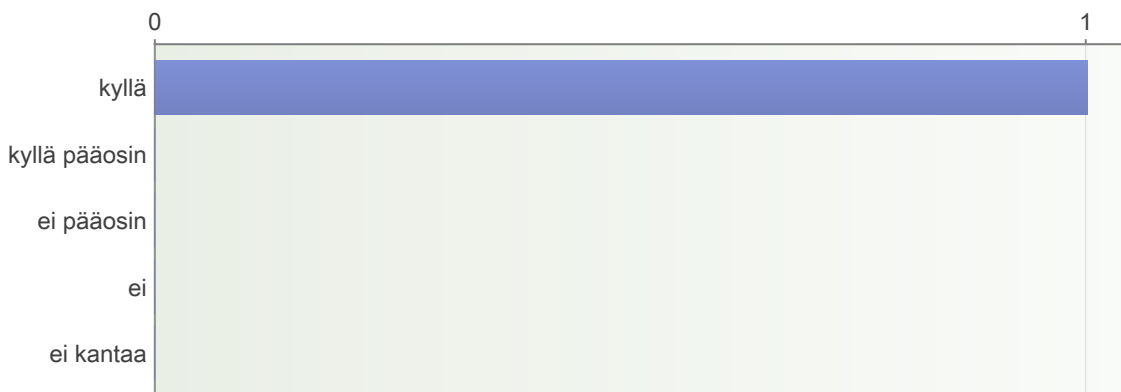 0 1
kyllä
kyllä pääosin
ei pääosin
ei
ei kantaa